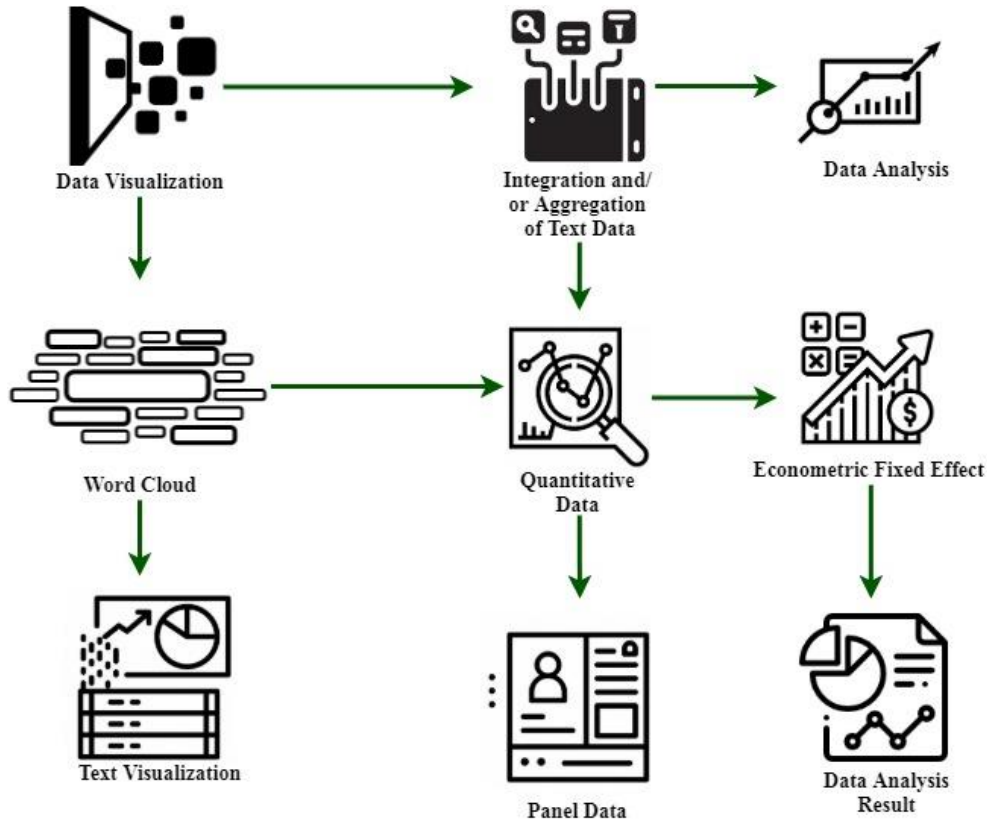 Data Visualization
Integration and/
or Aggregation
of Text Data
Data Analysis
Word Cloud
Quantitative
Data
Econometric Fixed Effect
$
Text Visualization
Panel Data
Data Analysis
Result